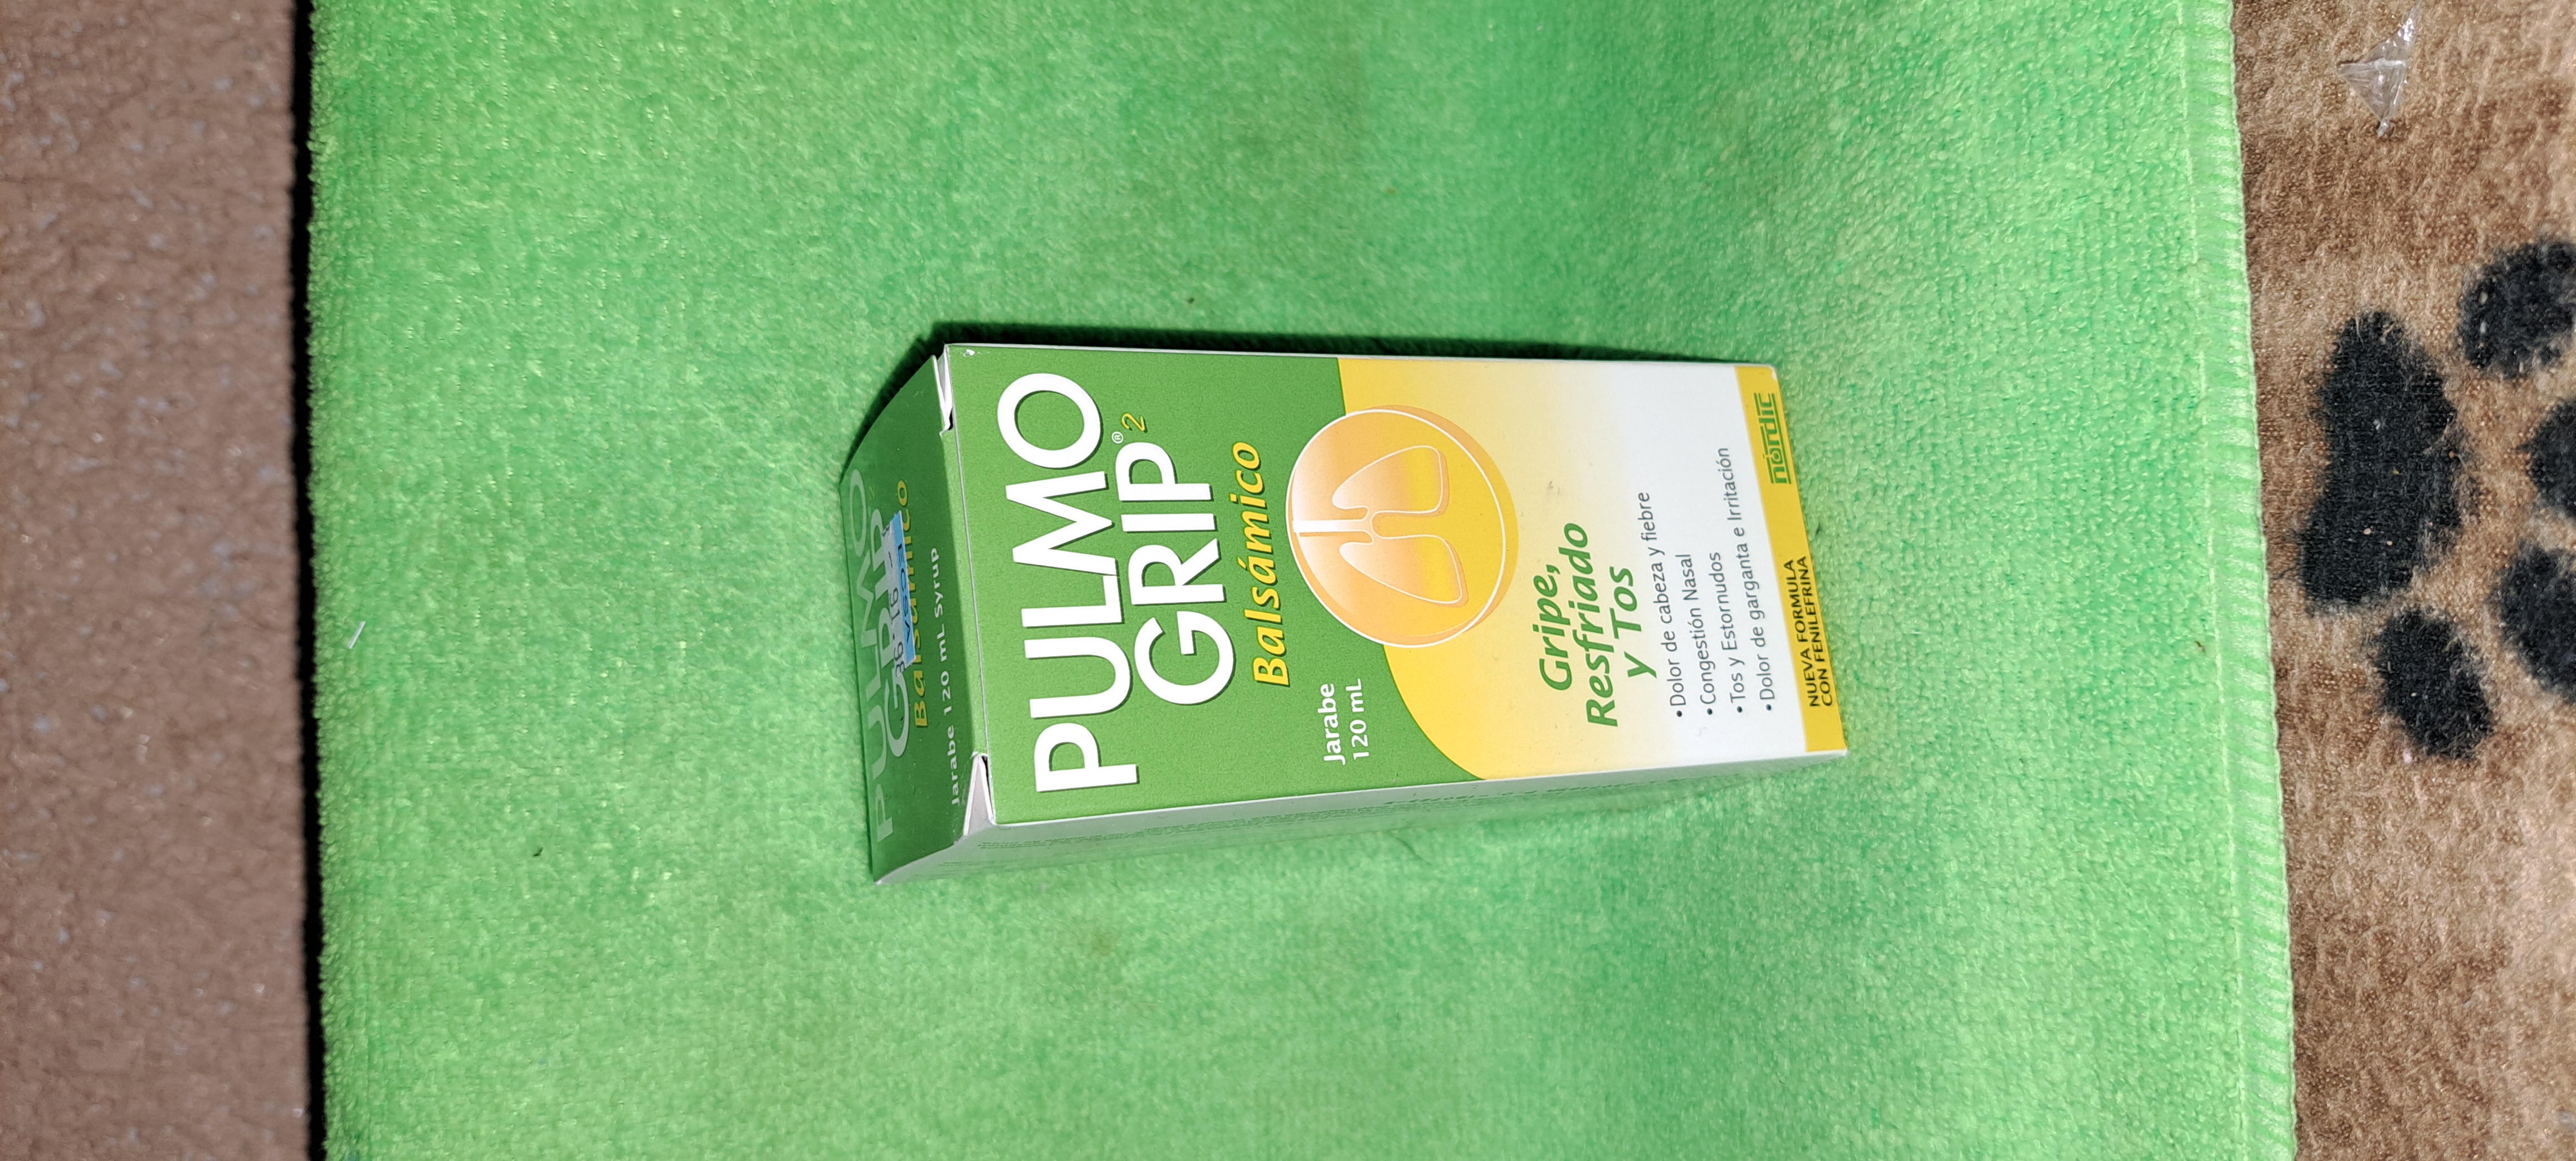 PULMO
GRIP
Balsámico
Jarabe 120 mL Syrup
PULMO
GRIP®2
Balsámico
Jarabe
120 mL
Gripe,
Resfriado
y Tos
•Dolor de cabeza y fiebre
•Congestión Nasal
•Tos y Estornudos
•Dolor de garganta e Irritación
NUEVA FORMULA
CON FENILEFRINA
nordic